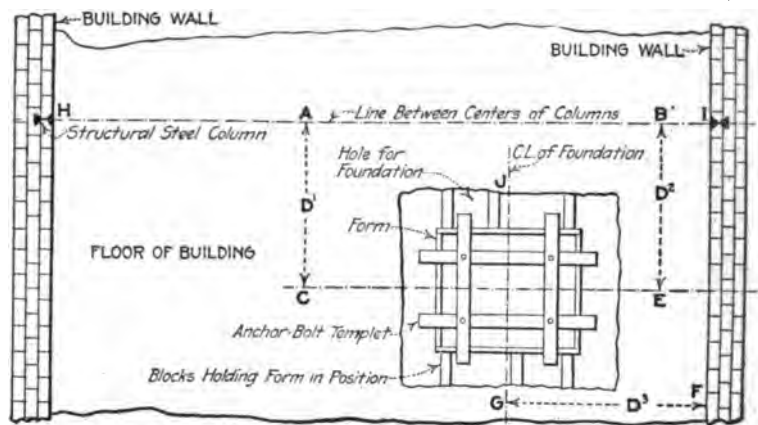 BUILDING WALL
BUILDING WALL
H
A
Line Between Centers of Columns
B'
I
Structural Steel Column
Hole for
Foundation
C.L. of Foundation
J
D¹
D²
Form
FLOOR OF BUILDING
C
E
Anchor-Bolt Templet
Blocks Holding Form in Position
G
D³
F